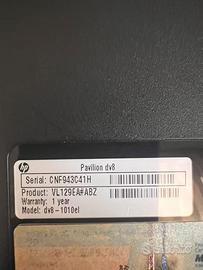 hp
Pavilion dv8
Serial: CNF943C41H
Product: VL129EA#ABZ
Warranty: 1 year
Model: dv8-1010el